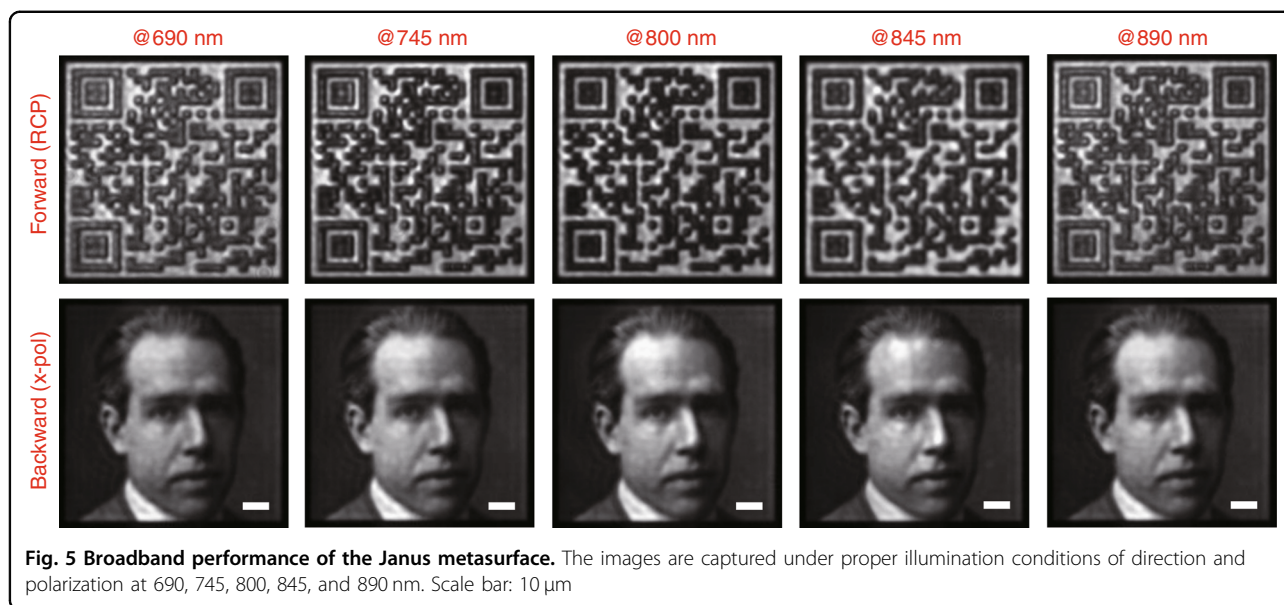 @690 nm @745 nm @800 nm @845 nm @890 nm
Forward (RCP)
Backward (x-pol)
Fig. 5 Broadband performance of the Janus metasurface. The images are captured under proper illumination conditions of direction and
polarization at 690, 745, 800, 845, and 890 nm. Scale bar: 10 μm